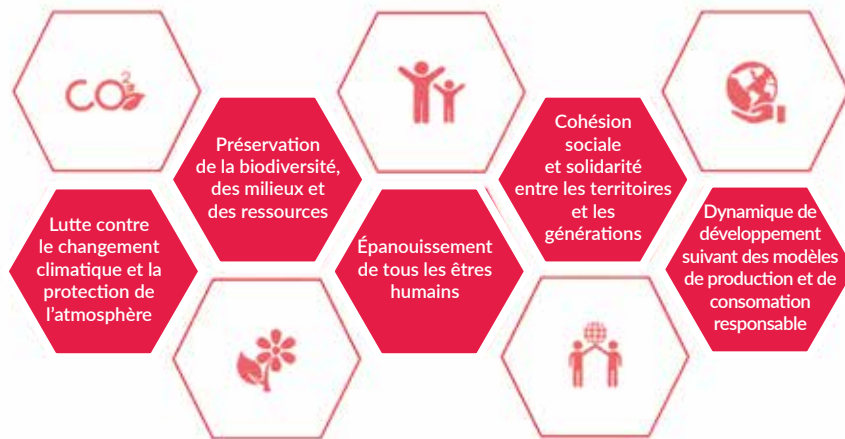 CO2
Lutte contre
le changement
climatique et la
protection de
l'atmosphère
Préservation
de la biodiversité,
des milieux et
des ressources
Épanouissement
de tous les êtres
humains
Cohésion
sociale
et solidarité
entre les territoires
et les
générations
Dynamique de
développement
suivant des modèles
de production et de
consomation
responsable